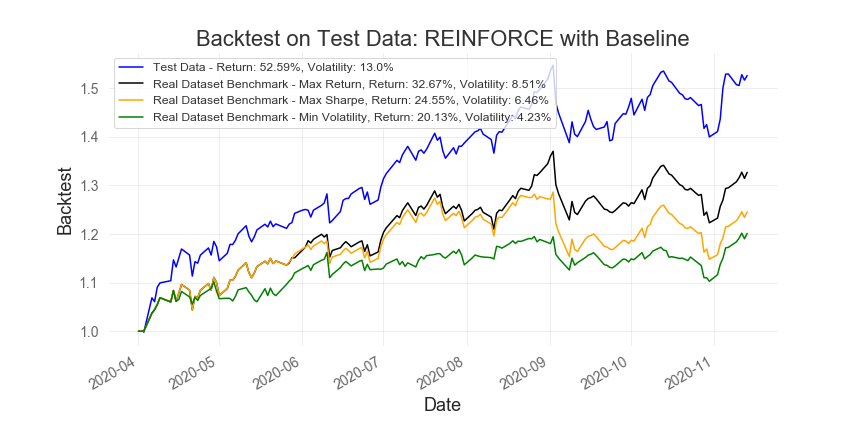 Backtest on Test Data: REINFORCE with Baseline
Test Data - Return: 52.59%, Volatility: 13.0%
Real Dataset Benchmark - Max Return, Return: 32.67%, Volatility: 8.51%
Real Dataset Benchmark - Max Sharpe, Return: 24.55%, Volatility: 6.46%
Real Dataset Benchmark - Min Volatility, Return: 20.13%, Volatility: 4.23%
Backtest
1.5
1.4
1.3
1.2
1.1
1.0
2020-04
2020-05
2020-06
2020-07
2020-08
2020-09
2020-10
2020-11
Date